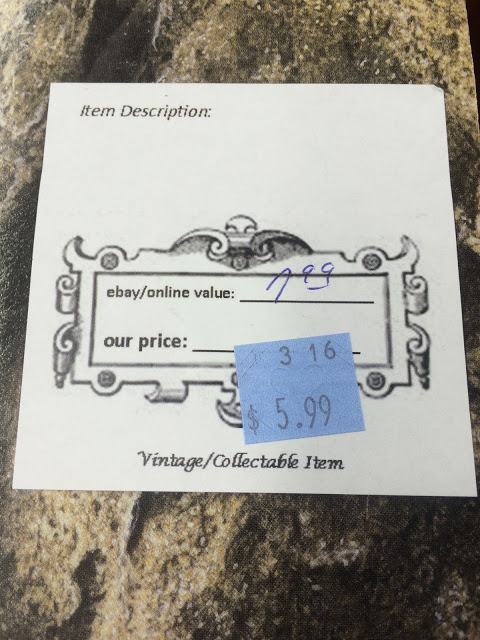 Item Description:
ebay/online value: 7.99
our price:
3 16
$ 5.99
Vintage/Collectable Item